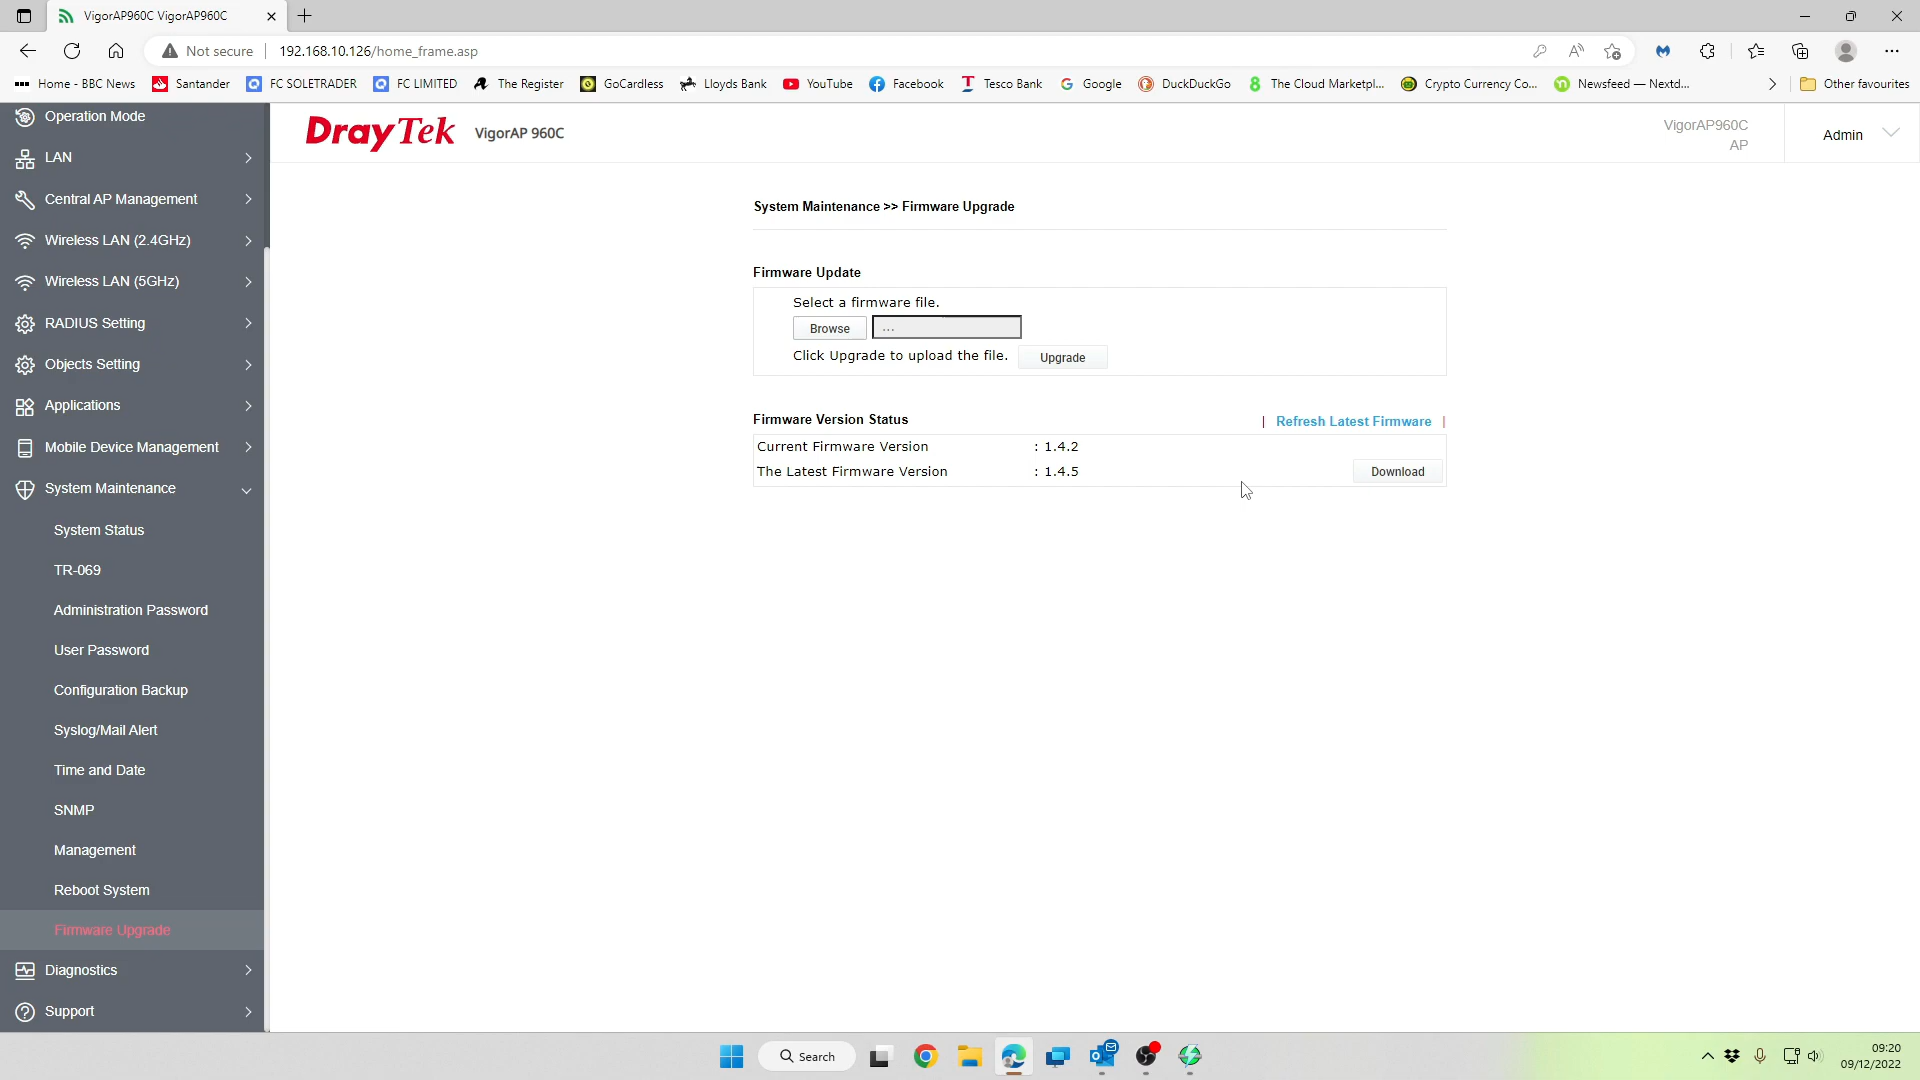 VigorAP960C VigorAP960C
Not secure
192.168.10.126/home_frame.asp
Home - BBC News
Santander
FC SOLETRADER
FC LIMITED
The Register
GoCardless
Lloyds Bank
YouTube
Facebook
Tesco Bank
Google
DuckDuckGo
The Cloud Marketpl...
Crypto Currency Co...
Newsfeed — Nextd...
Other favourites
Operation Mode
LAN
Central AP Management
Wireless LAN (2.4GHz)
Wireless LAN (5GHz)
RADIUS Setting
Objects Setting
Applications
Mobile Device Management
System Maintenance
System Status
TR-069
Administration Password
User Password
Configuration Backup
Syslog/Mail Alert
Time and Date
SNMP
Management
Reboot System
Firmware Upgrade
Diagnostics
Support
DrayTek VigorAP 960C
VigorAP960C
AP
Admin
System Maintenance >> Firmware Upgrade
Firmware Update
Select a firmware file.
Browse ...
Click Upgrade to upload the file. Upgrade
Firmware Version Status | Refresh Latest Firmware |
Current Firmware Version : 1.4.2
The Latest Firmware Version : 1.4.5 Download
Search
09:20
09/12/2022